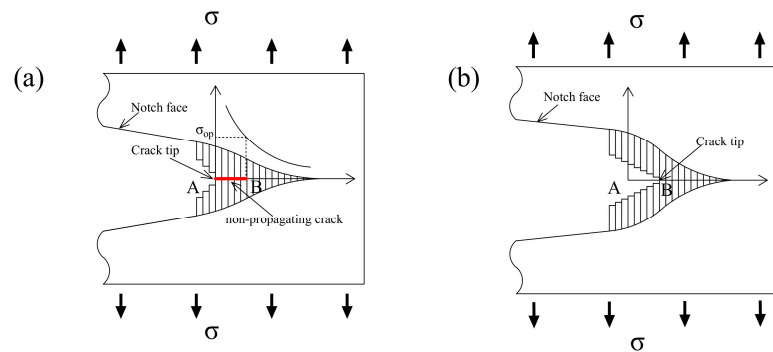 σ
(a)
Notch face
σop
Crack tip
A
B
non-propagating crack
σ
σ
(b)
Notch face
Crack tip
A
B
σ